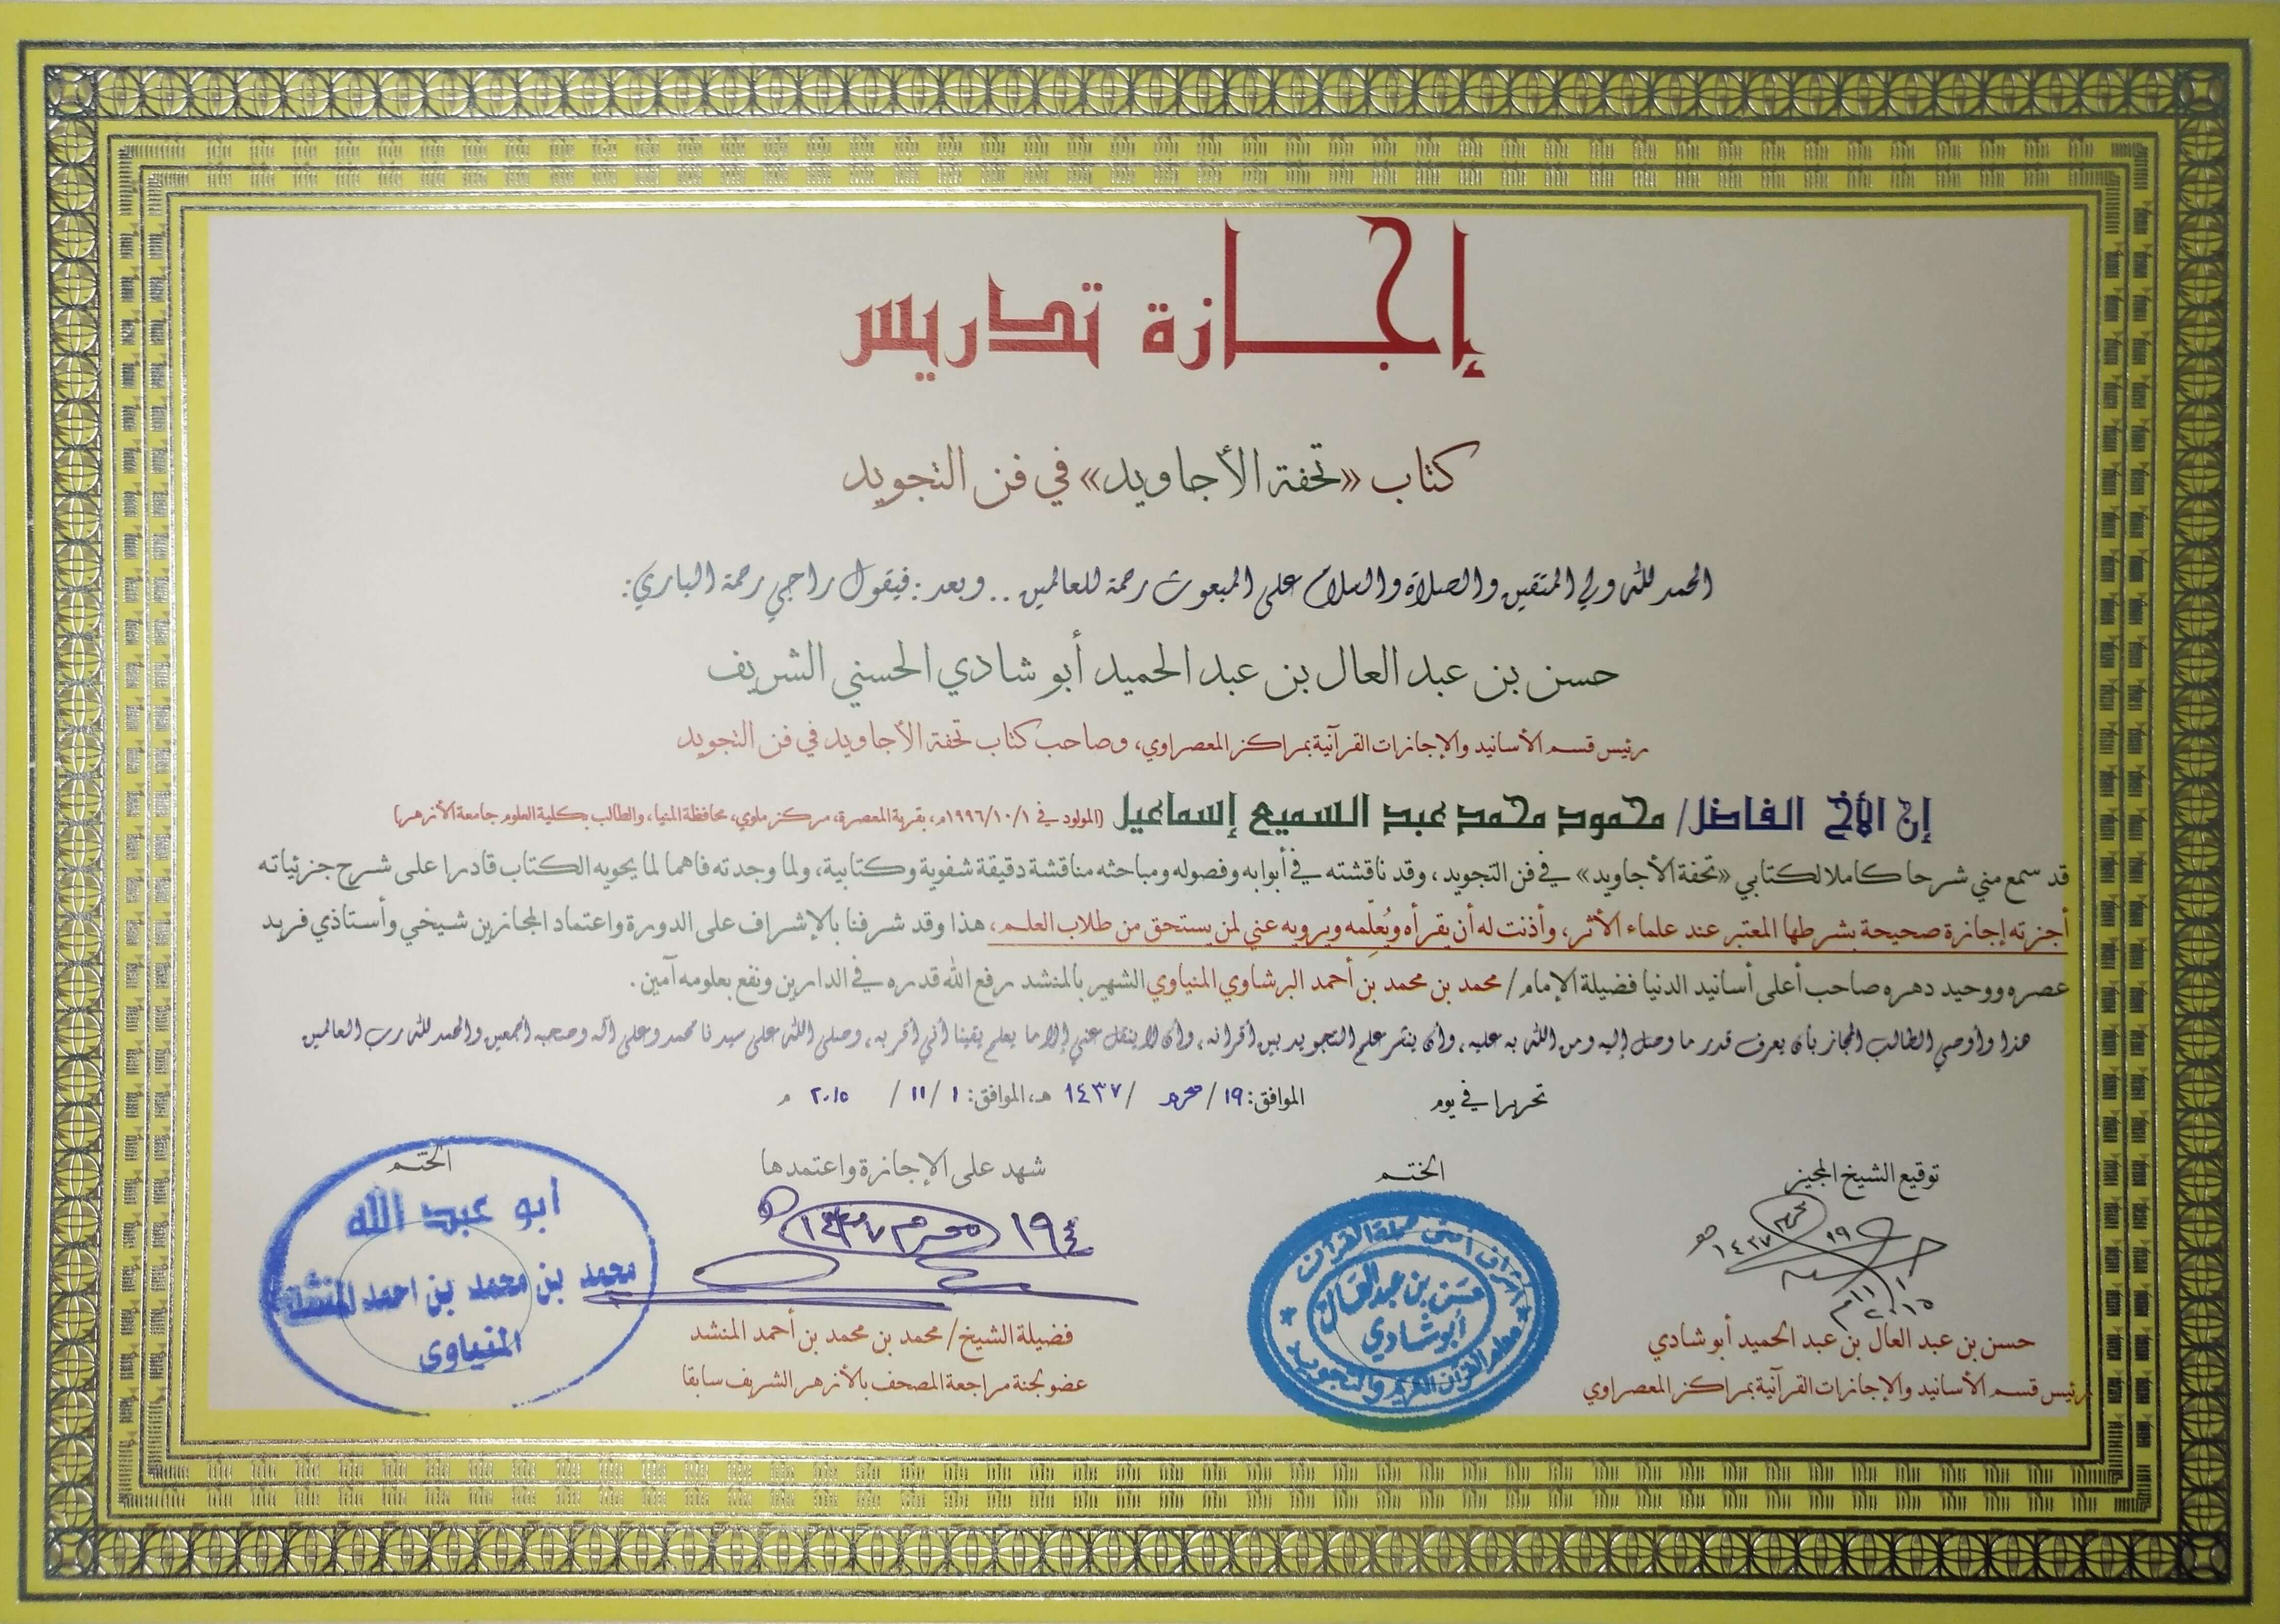 إجازة تدريس
كتاب «تحفة الأجاويد» في فن التجويد
الحمد لله ولي المتقين والصلاة والسلام على المبعوث رحمة للعالمين .. وبعد : فيقول راجي رحمة الباري :
حسن بن عبد العال بن عبد الحميد أبو شادي الحسني الشريف
رئيس قسم الأسانيد والإجازات القرآنية بمراكز المعصراوي، وصاحب كتاب تحفة الأجاويد في فن التجويد
إن الأخ الفاضل/ محمود محمد عبد السميع إسماعيل (المولود في ١٩٩٦/١٠/١م، بقرية المعصرة، مركز ملوي، محافظة المنيا، والطالب بكلية العلوم جامعة الأزهر)
قد سمع مني شرحا كاملا لكتابي «تحفة الأجاويد» في فن التجويد، وقد ناقشته في أبوابه وفصوله ومباحثه مناقشة دقيقة شفوية وكتابية، ولما وجدته فاهما لما يحويه الكتاب قادرا على شرح جزئياته
أجزته إجازة صحيحة بشرطها المعتبر عند علماء الأثر، وأذنت له أن يقرأه ويُعلِّمه ويرويه عني لمن يستحق من طلاب العلم، هذا وقد شرفنا بالإشراف على الدورة واعتماد المجازين شيخي وأستاذي فريد
عصره ووحيد دهره صاحب أعلى أسانيد الدنيا فضيلة الإمام/ محمد بن محمد بن أحمد البرشاوي المنياوي الشهير بالمنشد رفع الله قدره في الدارين ونفع بعلومه آمين .
هذا وأوصي الطالب المجاز بأن يعرف قدر ما وصل إليه ومن الله به عليه، وأن ينشر علم التجويد بين أقرانه، وأن لا ينقل عني إلا ما يعلم يقينا أني أقر به، وصلى الله على سيدنا محمد وعلى آله وصحبه أجمعين والحمد لله رب العالمين
تحريرا في يوم الموافق: ١٩/ محرم / ١٤٣٧ هـ، الموافق: ١ /١١ / ٢٠١٥ م
توقيع الشيخ المجيز
١٩ محرم ١٤٣٧ هـ
٢٠١٥م
حسن بن عبد العال بن عبد الحميد أبو شادي
رئيس قسم الأسانيد والإجازات القرآنية بمراكز المعصراوي
الختم
أشراف أمتي حملة القرآن
حسن بن عبد العال
أبو شادي
معلم القرآن الكريم والتجويد
شهد على الإجازة واعتمدها
١٩ محرم ١٤٣٧ هـ
فضيلة الشيخ/ محمد بن محمد بن أحمد المنشد
عضو لجنة مراجعة المصحف بالأزهر الشريف سابقا
الختم
ابو عبد الله
محمد بن محمد بن احمد المنشد
المنياوى